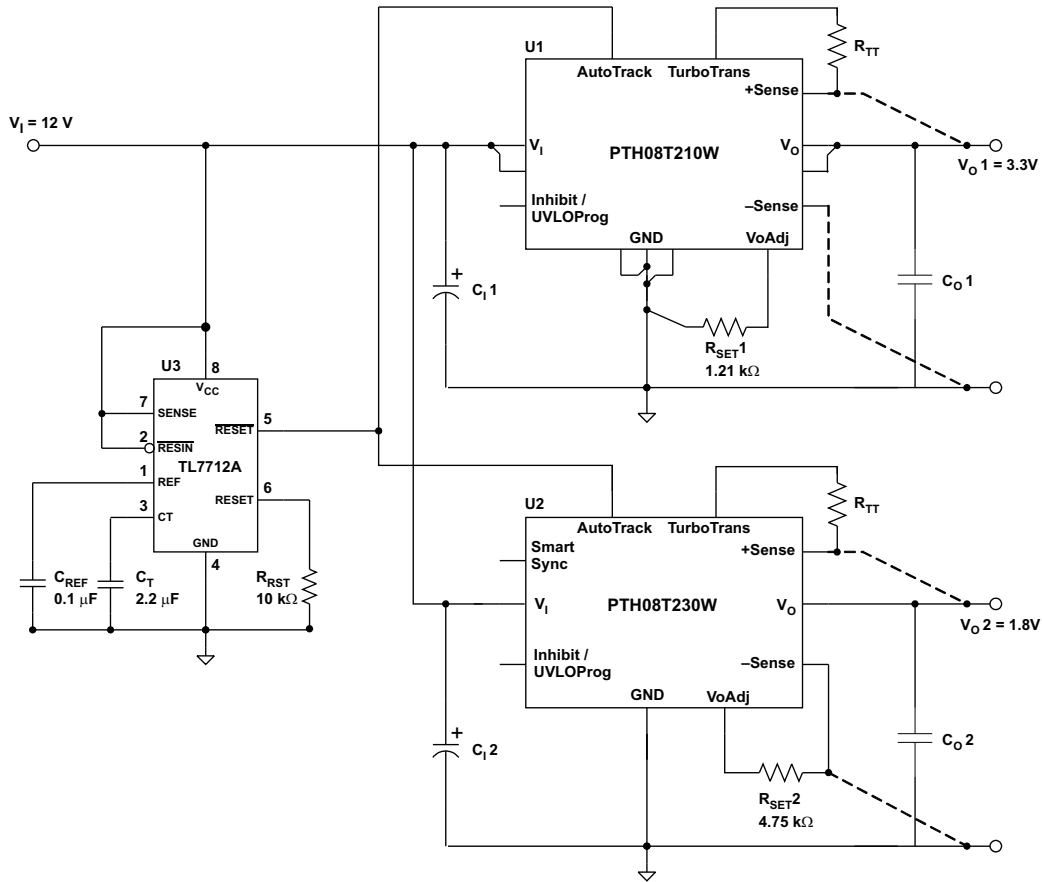 U1
AutoTrack TurboTrans
R_TT
+Sense
V_I = 12 V
V_I
PTH08T210W
V_O
V_O 1 = 3.3V
Inhibit /
UVLOProg
–Sense
GND
VoAdj
+
C_I 1
C_O 1
R_SET 1
1.21 kΩ
U3
8
V_CC
7
SENSE
5
RESET
2
RESIN
TL7712A
1
REF
6
RESET
3
CT
GND
4
C_REF
0.1 μF
C_T
2.2 μF
R_RST
10 kΩ
U2
AutoTrack TurboTrans
R_TT
Smart
Sync
+Sense
V_I
PTH08T230W
V_O
V_O 2 = 1.8V
Inhibit /
UVLOProg
–Sense
GND
VoAdj
+
C_I 2
C_O 2
R_SET 2
4.75 kΩ